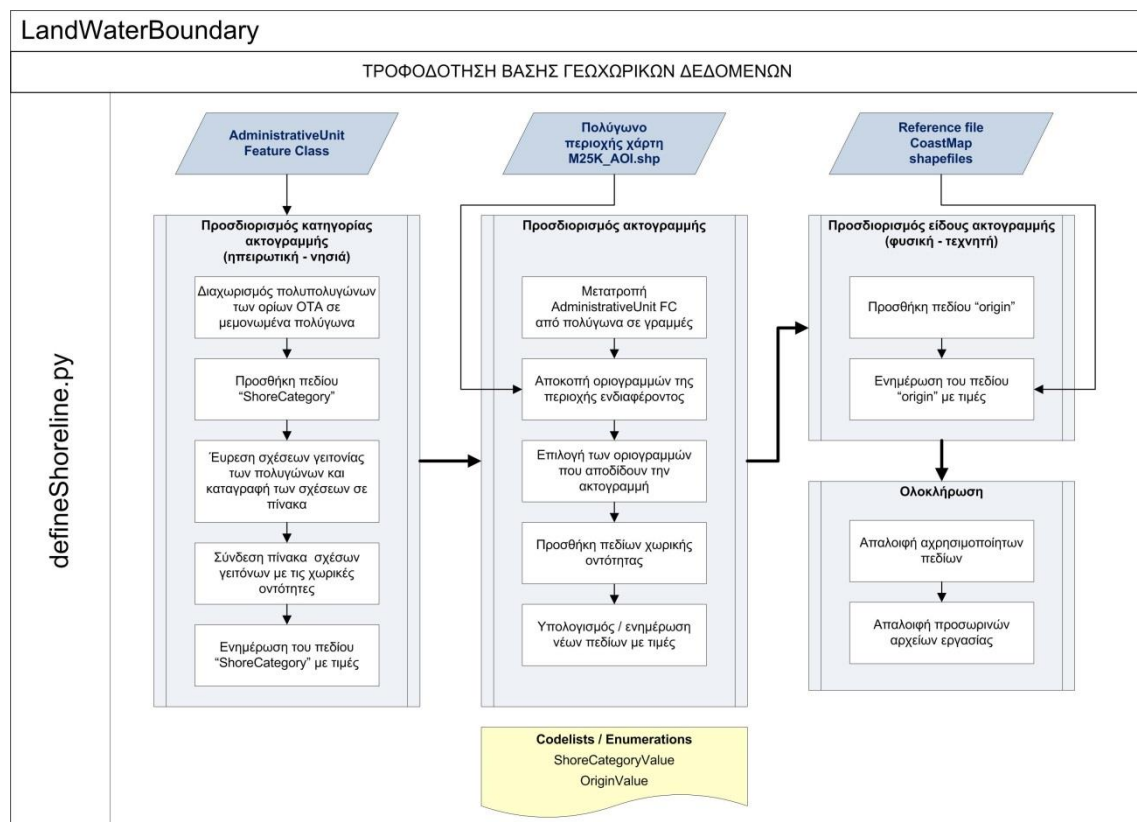 LandWaterBoundary
ΤΡΟΦΟΔΟΤΗΣΗ ΒΑΣΗΣ ΓΕΩΧΩΡΙΚΩΝ ΔΕΔΟΜΕΝΩΝ
defineShoreline.py
AdministrativeUnit
Feature Class
Προσδιορισμός κατηγορίας
ακτογραμμής
(ηπειρωτική - νησιά)
Διαχωρισμός πολυπολυγώνων
των ορίων ΟΤΑ σε
μεμονωμένα πολύγωνα
Προσθήκη πεδίου
“ShoreCategory”
Έυρεση σχέσεων γειτονίας
των πολυγώνων και
καταγραφή των σχέσεων σε
πίνακα
Σύνδεση πίνακα σχέσων
γειτόνων με τις χωρικές
οντότητες
Ενημέρωση του πεδίου
“ShoreCategory” με τιμές
Πολύγωνο
περιοχής χάρτη
M25K_AOI.shp
Προσδιορισμός ακτογραμμής
Μετατροπή
AdministrativeUnit FC
από πολύγωνα σε γραμμές
Αποκοπή οριογραμμών της
περιοχής ενδιαφέροντος
Επιλογή των οριογραμμών
που αποδίδουν την
ακτογραμμή
Προσθήκη πεδίων χωρικής
οντότητας
Υπολογισμός / ενημέρωση
νέων πεδίων με τιμές
Codelists / Enumerations
ShoreCategoryValue
OriginValue
Reference file
CoastMap
shapefiles
Προσδιορισμός είδους ακτογραμμής
(φυσική - τεχνητή)
Προσθήκη πεδίου “origin”
Ενημέρωση του πεδίου
“origin” με τιμές
Ολοκλήρωση
Απαλοιφή αχρησιμοποίητων
πεδίων
Απαλοιφή προσωρινών
αρχείων εργασίας